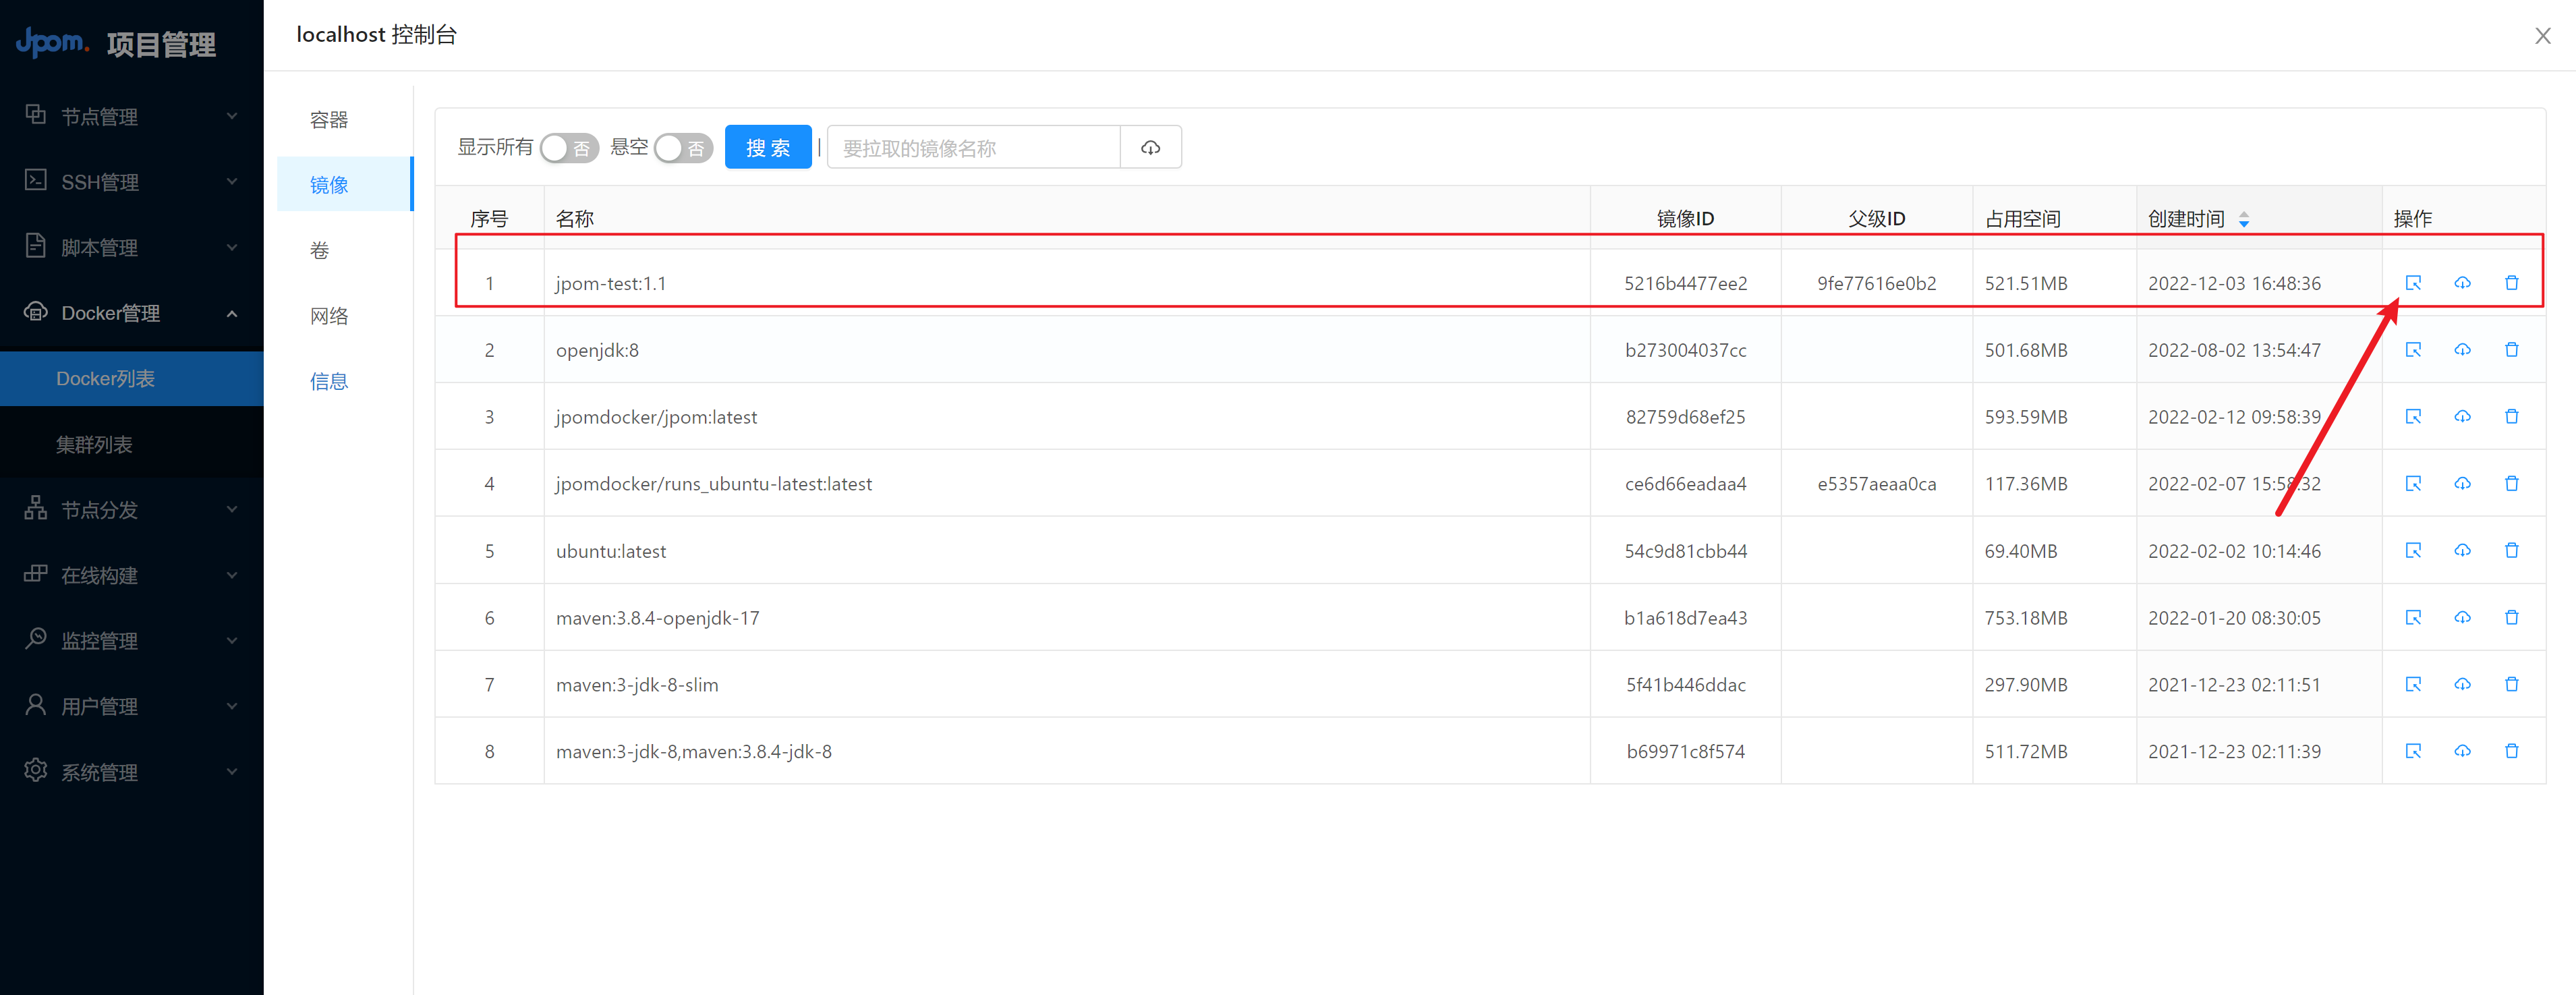 Jpom. 项目管理
节点管理
SSH管理
脚本管理
Docker管理
Docker列表
集群列表
节点分发
在线构建
监控管理
用户管理
系统管理
localhost 控制台
容器
镜像
卷
网络
信息
显示所有 否 悬空 否 搜 索 | 要拉取的镜像名称
序号 名称 镜像ID 父级ID 占用空间 创建时间 操作
1 jpom-test:1.1 5216b4477ee2 9fe77616e0b2 521.51MB 2022-12-03 16:48:36
2 openjdk:8 b273004037cc 501.68MB 2022-08-02 13:54:47
3 jpomdocker/jpom:latest 82759d68ef25 593.59MB 2022-02-12 09:58:39
4 jpomdocker/runs_ubuntu-latest:latest ce6d66eadaa4 e5357aeaa0ca 117.36MB 2022-02-07 15:58:32
5 ubuntu:latest 54c9d81cbb44 69.40MB 2022-02-02 10:14:46
6 maven:3.8.4-openjdk-17 b1a618d7ea43 753.18MB 2022-01-20 08:30:05
7 maven:3-jdk-8-slim 5f41b446ddac 297.90MB 2021-12-23 02:11:51
8 maven:3-jdk-8,maven:3.8.4-jdk-8 b69971c8f574 511.72MB 2021-12-23 02:11:39